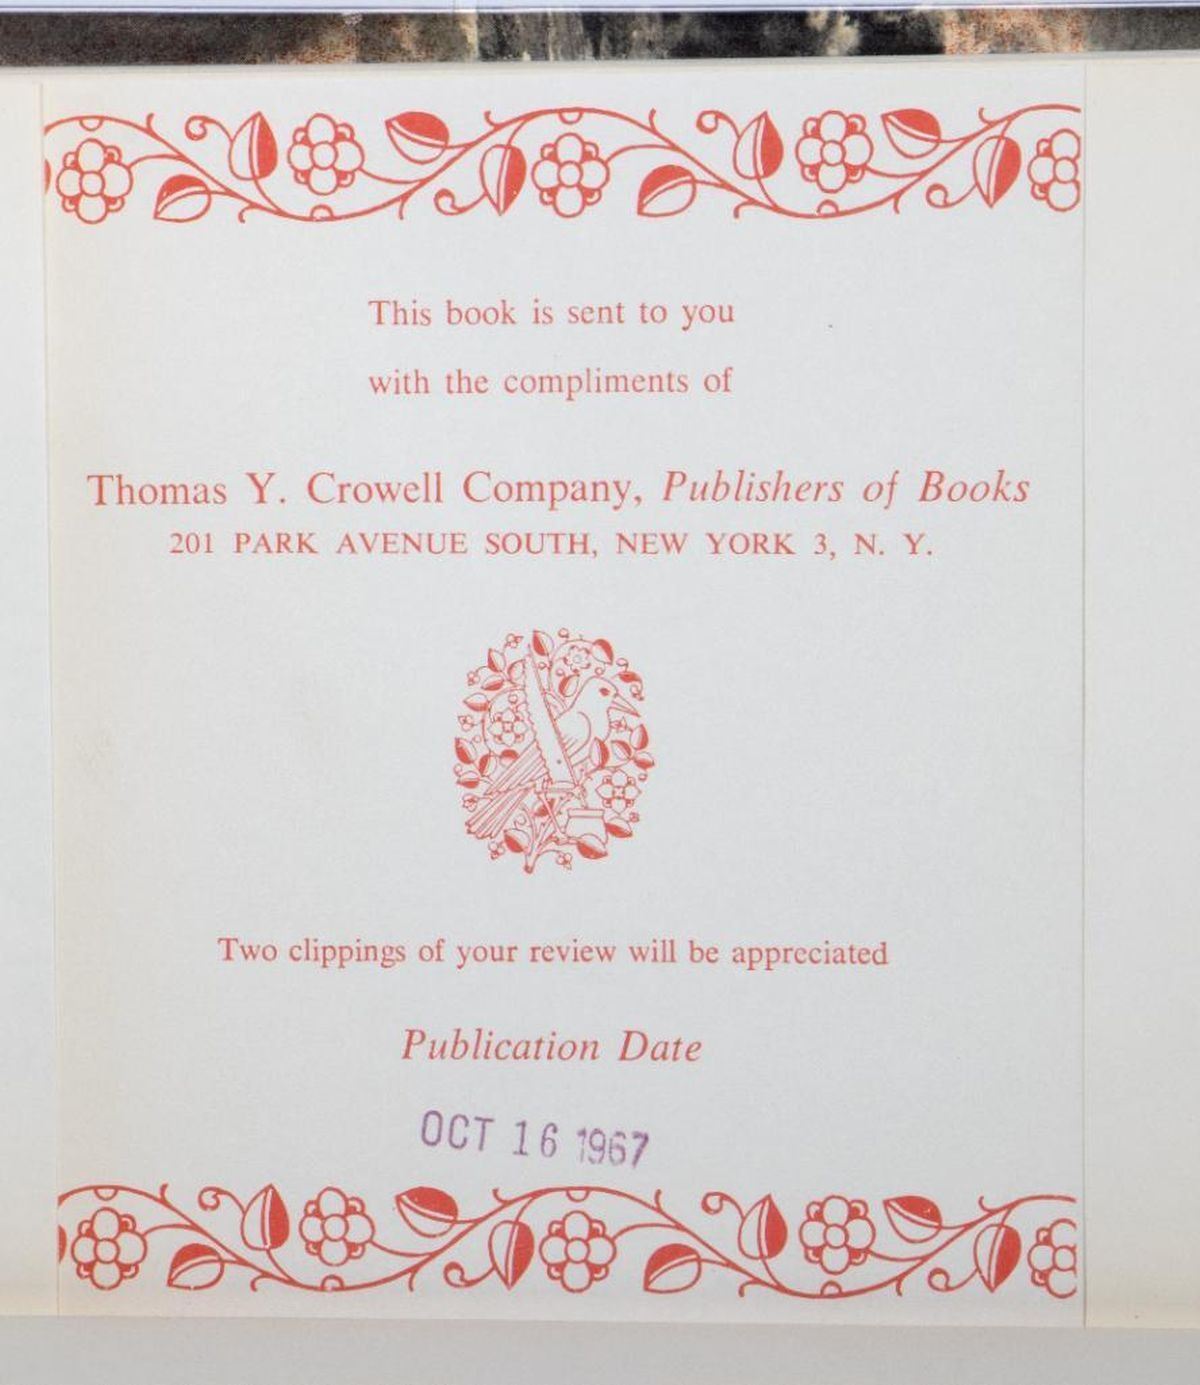 This book is sent to you
with the compliments of
Thomas Y. Crowell Company, Publishers of Books
201 PARK AVENUE SOUTH, NEW YORK 3, N. Y.
Two clippings of your review will be appreciated
Publication Date
OCT 16 1967